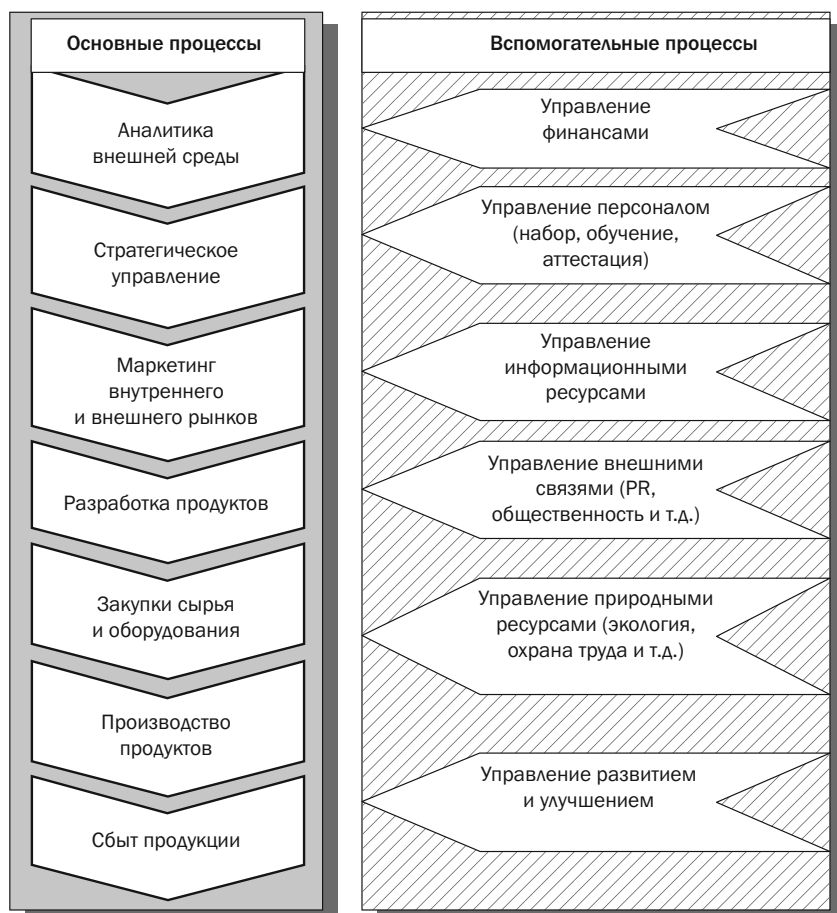 Основные процессы
Аналитика
внешней среды
Стратегическое
управление
Маркетинг
внутреннего
и внешнего рынков
Разработка продуктов
Закупки сырья
и оборудования
Производство
продуктов
Сбыт продукции
Вспомогательные процессы
Управление
финансами
Управление персоналом
(набор, обучение,
аттестация)
Управление
информационными
ресурсами
Управление внешними
связями (PR,
общественность и т.д.)
Управление природными
ресурсами (экология,
охрана труда и т.д.)
Управление развитием
и улучшением